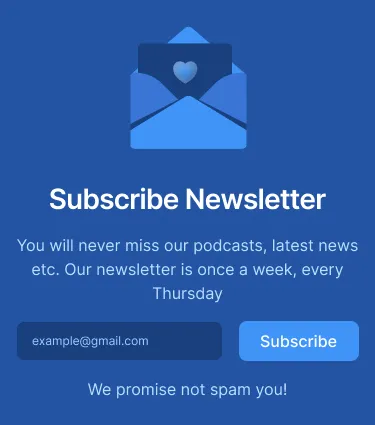 Subscribe Newsletter
You will never miss our podcasts, latest news
etc. Our newsletter is once a week, every
Thursday
example@gmail.com
Subscribe
We promise not spam you!